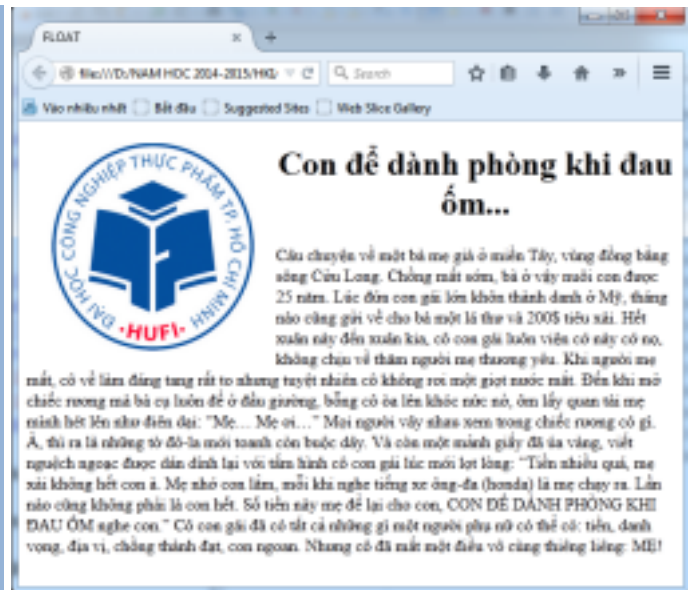 FLOAT
file:///D:/NAM HOC 2014-2015/HKI/
Search
Vào nhiều nhất
Bắt đầu
Suggested Sites
Web Slice Gallery
ĐẠI HỌC CÔNG NGHIỆP THỰC PHẨM TP. HỒ CHÍ MINH
HUFI
Con để dành phòng khi đau
ốm...
Câu chuyện về một bà mẹ già ở miền Tây, vùng đồng bằng
sông Cửu Long. Chồng mất sớm, bà ở vậy nuôi con được
25 năm. Lúc đứa con gái lớn khôn thành danh ở Mỹ, tháng
nào cũng gửi về cho bà một lá thư và 200$ tiêu xài. Hết
xuân này đến xuân kia, cô con gái luôn viện cớ này cớ nọ,
không chịu về thăm người mẹ thương yêu. Khi người mẹ
mất, cô về làm đáng tang rất to nhưng tuyệt nhiên cô không rơi một giọt nước mắt. Đến khi mở
chiếc rương mà bà cụ luôn để ở đầu giường, bỗng cô òa lên khóc nức nở, ôm lấy quan tài mẹ
mình hét lên như điên dại: "Mẹ… Mẹ ơi…" Mọi người vây nhau xem trong chiếc rương có gì.
À, thì ra là những tờ đô-la mới toanh còn buộc dây. Và còn một mảnh giấy đã úa vàng, viết
nguệch ngoạc được dán dính lại với tấm hình cô con gái lúc mới lọt lòng: "Tiền nhiều quá, mẹ
xài không hết con à. Mẹ nhớ con lắm, mỗi khi nghe tiếng xe ông-đa (honda) là mẹ chạy ra. Lần
nào cũng không phải là con hết. Số tiền này mẹ để lại cho con, CON ĐỂ DÀNH PHÒNG KHI
ĐAU ỐM nghe con." Cô con gái đã có tất cả những gì một người phụ nữ có thể có: tiền, danh
vọng, địa vị, chồng thành đạt, con ngoan. Nhưng cô đã mất một điều vô cùng thiêng liêng: MẸ!